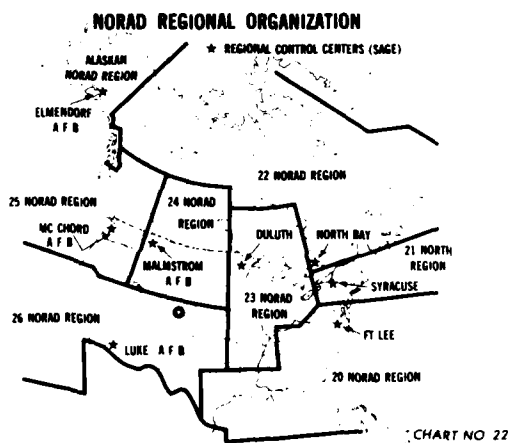 NORAD REGIONAL ORGANIZATION
★ REGIONAL CONTROL CENTERS (SAGE)
ALASKAN
NORAD REGION
ELMENDORF
A F B
22 NORAD REGION
25 NORAD REGION
24 NORAD
REGION
MC CHORD
A F B
MALMSTROM
A F B
DULUTH
NORTH BAY
21 NORTH
REGION
SYRACUSE
23 NORAD
REGION
FT LEE
26 NORAD REGION
LUKE A F B
20 NORAD REGION
CHART NO 22